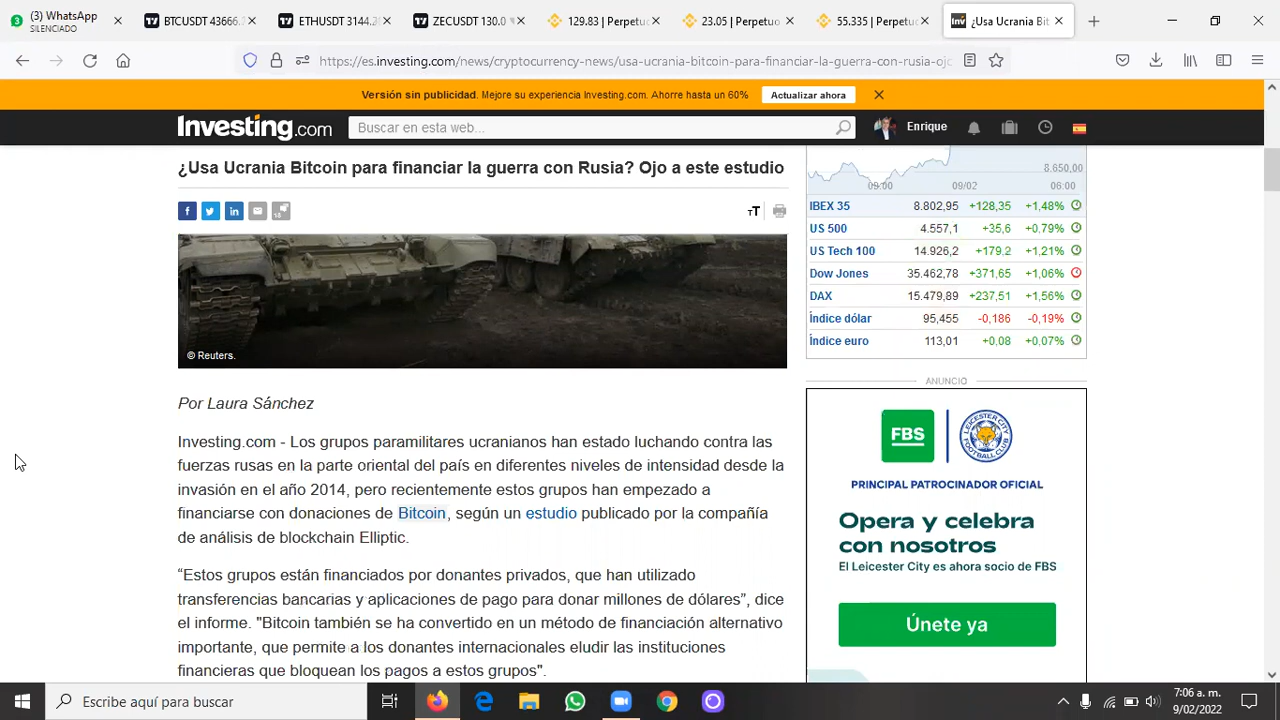 (3) WhatsApp
SILENCIADO
BTCUSDT 43666.
ETHUSDT 3144.2
ZECUSDT 130.0
129.83 | Perpetuo
23.05 | Perpetuo
55.335 | Perpetuo
¿Usa Ucrania Bit
https://es.investing.com/news/cryptocurrency-news/usa-ucrania-bitcoin-para-financiar-la-guerra-con-rusia-ojo
Versión sin publicidad. Mejore su experiencia Investing.com. Ahorre hasta un 60%
Actualizar ahora
Investing.com
Buscar en esta web...
Enrique
¿Usa Ucrania Bitcoin para financiar la guerra con Rusia? Ojo a este estudio
18
TT
© Reuters.
Por Laura Sánchez
Investing.com - Los grupos paramilitares ucranianos han estado luchando contra las
fuerzas rusas en la parte oriental del país en diferentes niveles de intensidad desde la
invasión en el año 2014, pero recientemente estos grupos han empezado a
financiarse con donaciones de Bitcoin, según un estudio publicado por la compañía
de análisis de blockchain Elliptic.
“Estos grupos están financiados por donantes privados, que han utilizado
transferencias bancarias y aplicaciones de pago para donar millones de dólares”, dice
el informe. "Bitcoin también se ha convertido en un método de financiación alternativo
importante, que permite a los donantes internacionales eludir las instituciones
financieras que bloquean los pagos a estos grupos".
8.650,00
09:00 09/02 06:00
IBEX 35 8.802,95 +128,35 +1,48%
US 500 4.557,1 +35,6 +0,79%
US Tech 100 14.926,2 +179,2 +1,21%
Dow Jones 35.462,78 +371,65 +1,06%
DAX 15.479,89 +237,51 +1,56%
Índice dólar 95,455 -0,186 -0,19%
Índice euro 113,01 +0,08 +0,07%
ANUNCIO
FBS
LEICESTER CITY
FOOTBALL CLUB
PRINCIPAL PATROCINADOR OFICIAL
Opera y celebra
con nosotros
El Leicester City es ahora socio de FBS
Únete ya
Escribe aquí para buscar
7:06 a. m.
9/02/2022